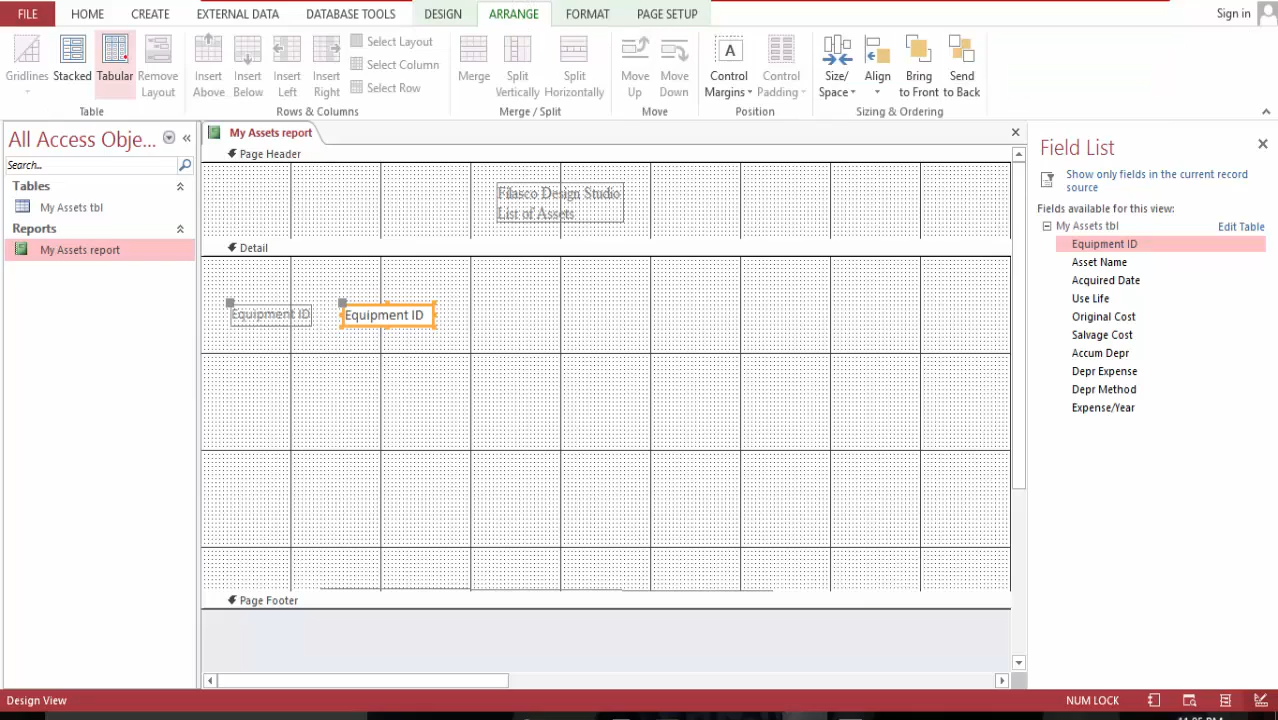 FILE HOME CREATE EXTERNAL DATA DATABASE TOOLS DESIGN ARRANGE FORMAT PAGE SETUP Sign in
Gridlines Stacked Tabular Remove Layout
Insert Above Insert Below Insert Left Insert Right
Select Layout
Select Column
Select Row
Merge Split Vertically Split Horizontally
Move Up Move Down
Control Margins Control Padding
Size/ Space Align Bring to Front Send to Back
Table Rows & Columns Merge / Split Move Position Sizing & Ordering
All Access Obje...
Search...
Tables
My Assets tbl
Reports
My Assets report
My Assets report
Page Header
Filasco Design Studio
List of Assets
Detail
Equipment ID Equipment ID
Page Footer
Field List
Show only fields in the current record
source
Fields available for this view:
My Assets tbl Edit Table
Equipment ID
Asset Name
Acquired Date
Use Life
Original Cost
Salvage Cost
Accum Depr
Depr Expense
Depr Method
Expense/Year
Design View NUM LOCK